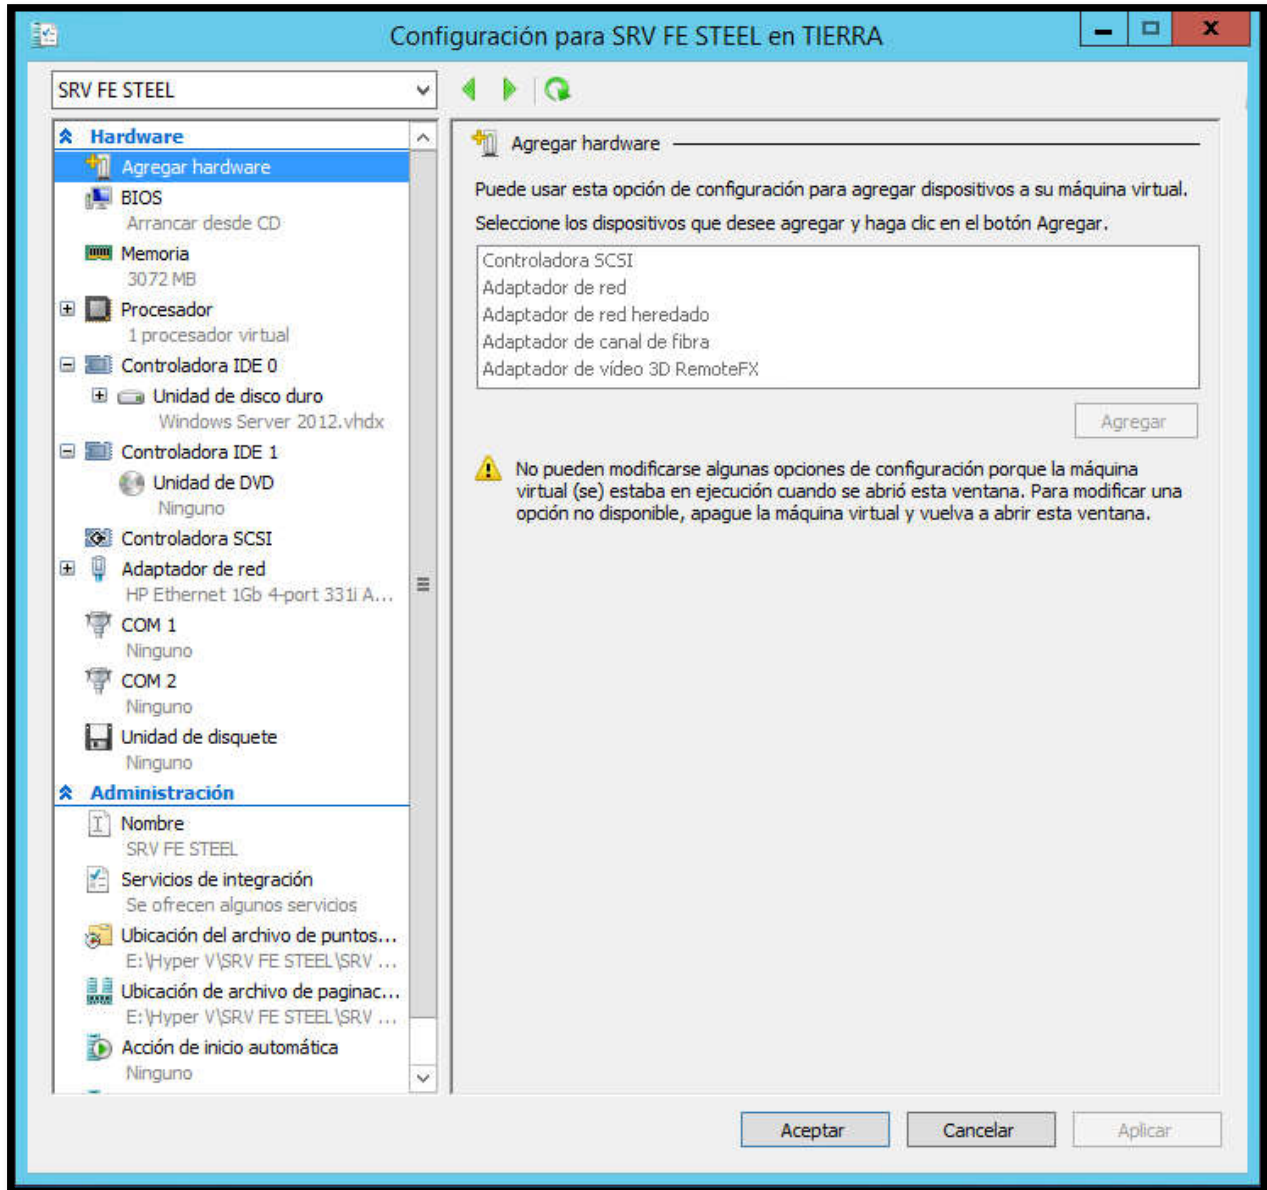 Configuración para SRV FE STEEL en TIERRA
SRV FE STEEL
Hardware
Agregar hardware
BIOS
Arrancar desde CD
Memoria
3072 MB
Procesador
1 procesador virtual
Controladora IDE 0
Unidad de disco duro
Windows Server 2012.vhdx
Controladora IDE 1
Unidad de DVD
Ninguno
Controladora SCSI
Adaptador de red
HP Ethernet 1Gb 4-port 331i A...
COM 1
Ninguno
COM 2
Ninguno
Unidad de disquete
Ninguno
Administración
Nombre
SRV FE STEEL
Servicios de integración
Se ofrecen algunos servicios
Ubicación del archivo de puntos...
E:\Hyper V\SRV FE STEEL\SRV ...
Ubicación de archivo de paginac...
E:\Hyper V\SRV FE STEEL\SRV ...
Acción de inicio automática
Ninguno
Agregar hardware
Puede usar esta opción de configuración para agregar dispositivos a su máquina virtual.
Seleccione los dispositivos que desee agregar y haga clic en el botón Agregar.
Controladora SCSI
Adaptador de red
Adaptador de red heredado
Adaptador de canal de fibra
Adaptador de vídeo 3D RemoteFX
Agregar
No pueden modificarse algunas opciones de configuración porque la máquina
virtual (se) estaba en ejecución cuando se abrió esta ventana. Para modificar una
opción no disponible, apague la máquina virtual y vuelva a abrir esta ventana.
Aceptar
Cancelar
Aplicar